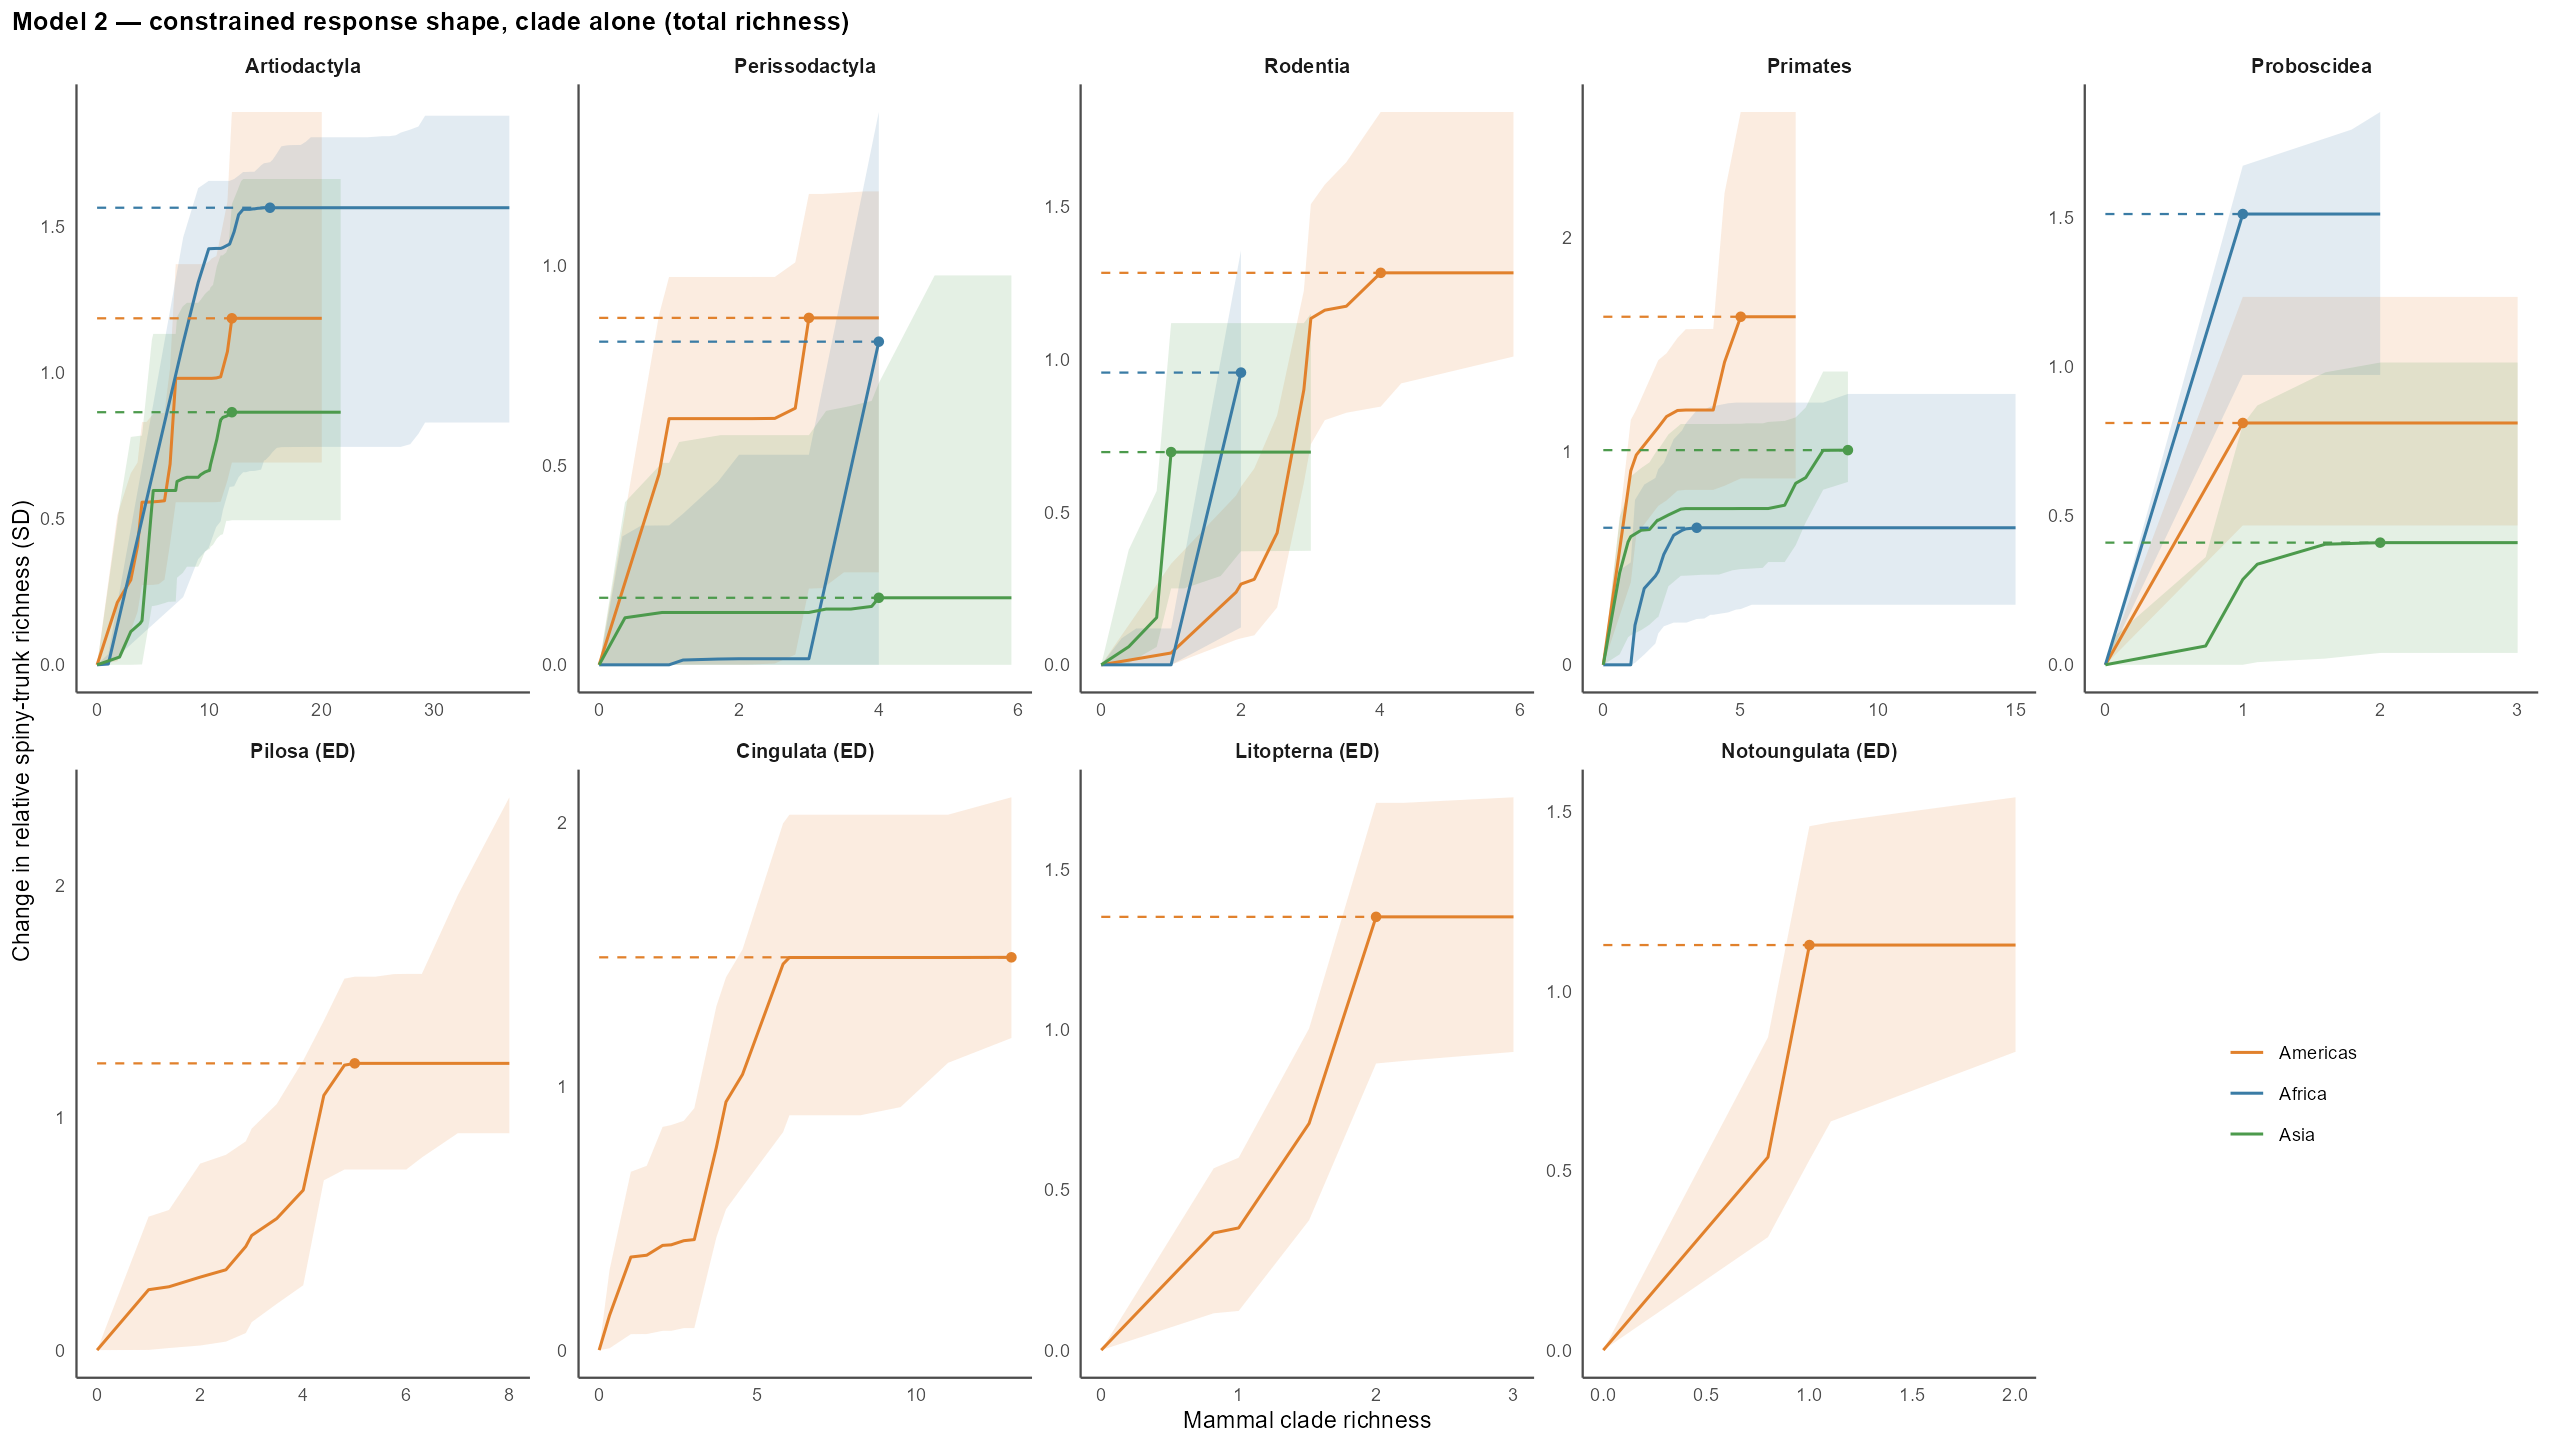 Model 2 — constrained response shape, clade alone (total richness)
Artiodactyla
Perissodactyla
Rodentia
Primates
Proboscidea
Change in relative spiny-trunk richness (SD)
1.5
1.0
0.5
0.0
0 10 20 30
1.0
0.5
0.0
0 2 4 6
1.5
1.0
0.5
0.0
0 2 4 6
2
1
0
0 5 10 15
1.5
1.0
0.5
0.0
0 1 2 3
Pilosa (ED)
Cingulata (ED)
Litopterna (ED)
Notoungulata (ED)
2
1
0
0 2 4 6 8
2
1
0
0 5 10
1.5
1.0
0.5
0.0
0 1 2 3
1.5
1.0
0.5
0.0
0.0 0.5 1.0 1.5 2.0
Americas
Africa
Asia
Mammal clade richness